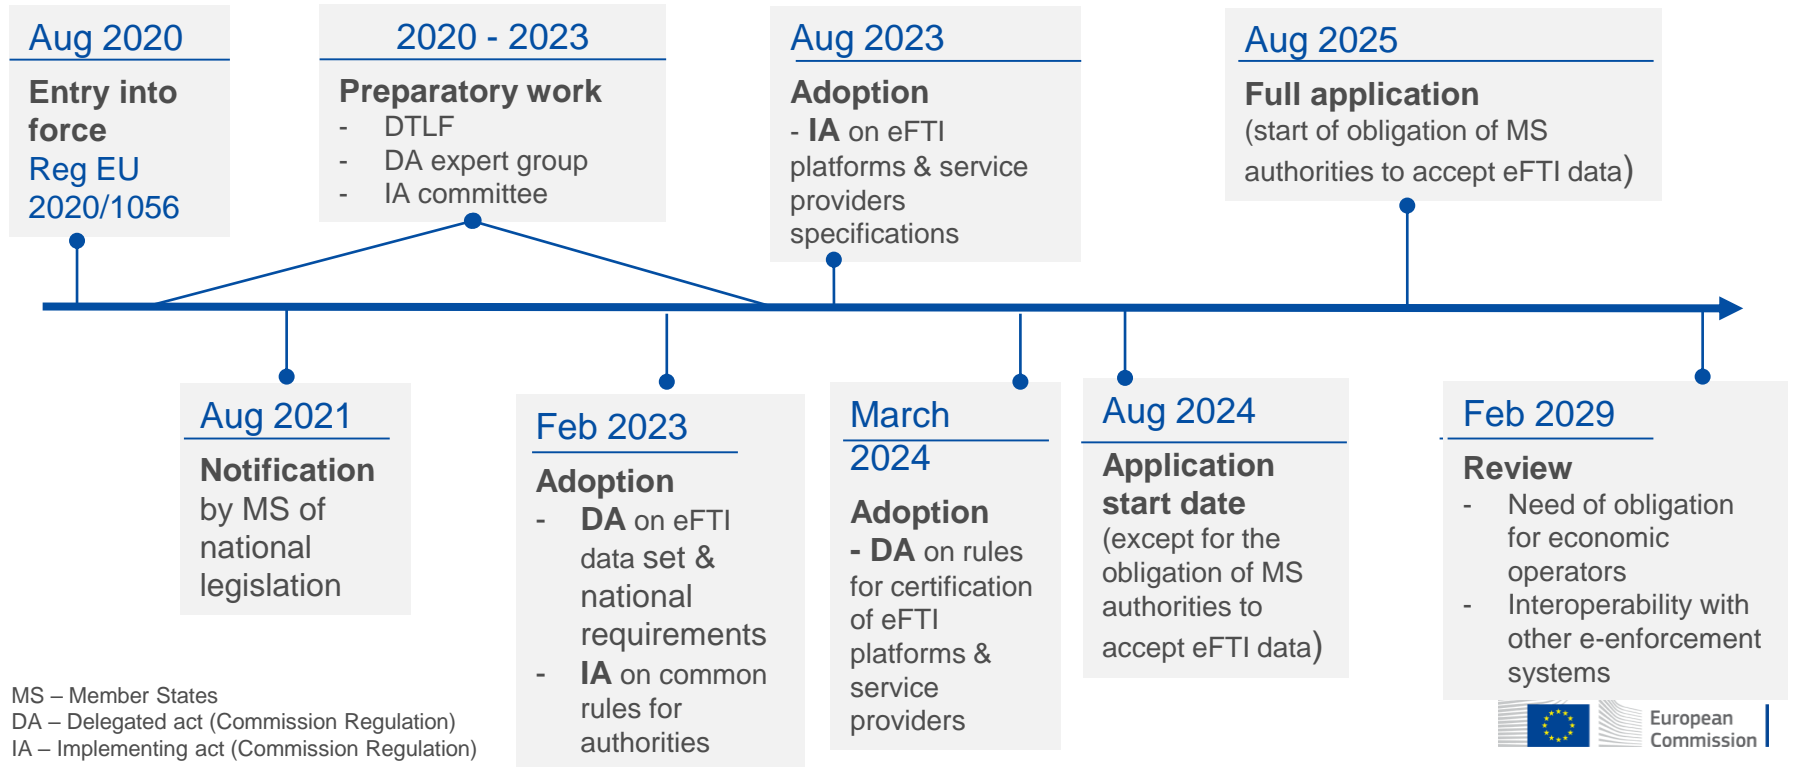 Aug 2020
Entry into
force
Reg EU
2020/1056
2020 - 2023
Preparatory work
- DTLF
- DA expert group
- IA committee
Aug 2023
Adoption
- IA on eFTI
platforms & service
providers
specifications
Aug 2025
Full application
(start of obligation of MS
authorities to accept eFTI data)
Aug 2021
Notification
by MS of
national
legislation
Feb 2023
Adoption
- DA on eFTI
data set &
national
requirements
- IA on common
rules for
authorities
March
2024
Adoption
- DA on rules
for certification
of eFTI
platforms &
service
providers
Aug 2024
Application
start date
(except for the
obligation of MS
authorities to
accept eFTI data)
Feb 2029
Review
- Need of obligation
for economic
operators
- Interoperability with
other e-enforcement
systems
MS – Member States
DA – Delegated act (Commission Regulation)
IA – Implementing act (Commission Regulation)
European
Commission